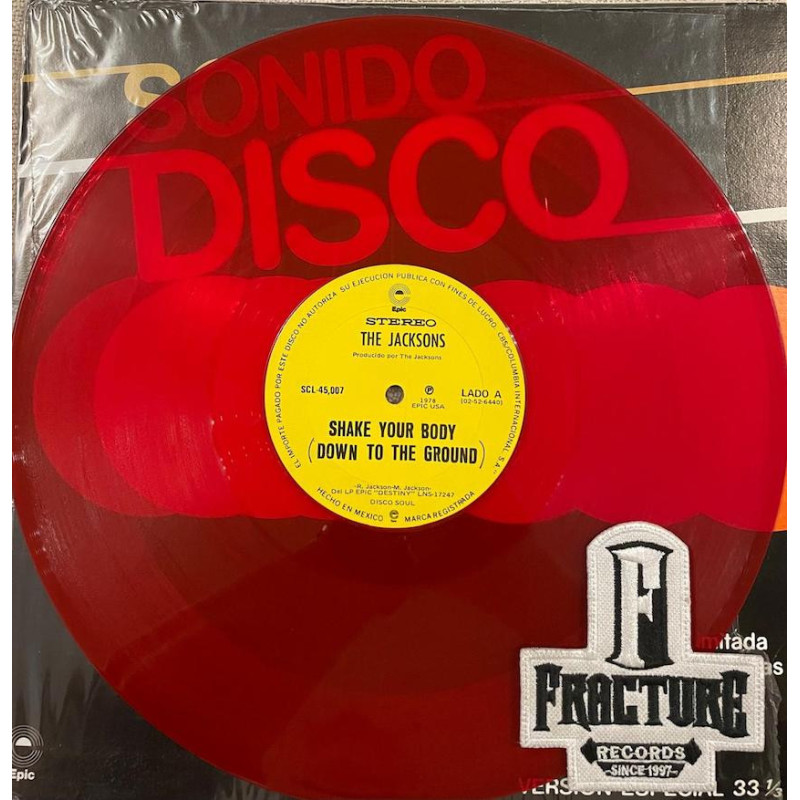 SONIDO
DISCO
EL IMPORTE PAGADO POR ESTE DISCO NO AUTORIZA SU EJECUCION PUBLICA CON FINES DE LUCRO. CBS/COLUMBIA INTERNACIONAL, S.A."
Epic
STEREO
THE JACKSONS
Producido por The Jacksons
SCL-45,007
Ⓟ
1978
EPIC USA
LADO A
(02-52-6440)
SHAKE YOUR BODY
(DOWN TO THE GROUND)
-R. Jackson-M. Jackson-
Del LP EPIC "DESTINY" LNS-17247
DISCO SOUL
HECHO EN MEXICO
MARCA REGISTRADA
mitada
as
F
FRACTURE
RECORDS
-SINCE 1997-
Epic
VERSION ESPECIAL 33 ⅓